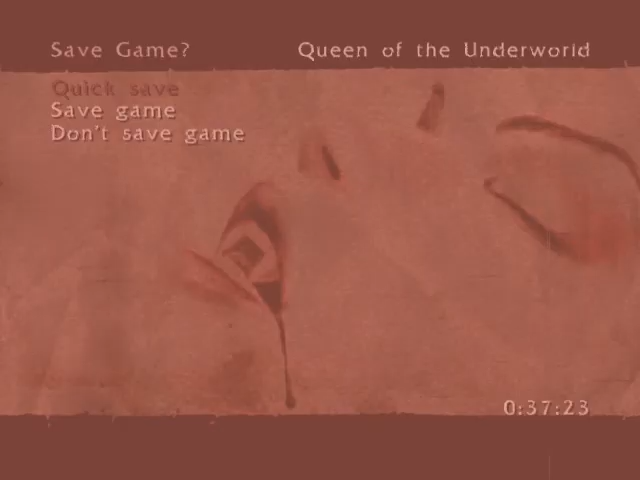 Save Game?
Queen of the Underworld
Quick save
Save game
Don't save game
0:37:23